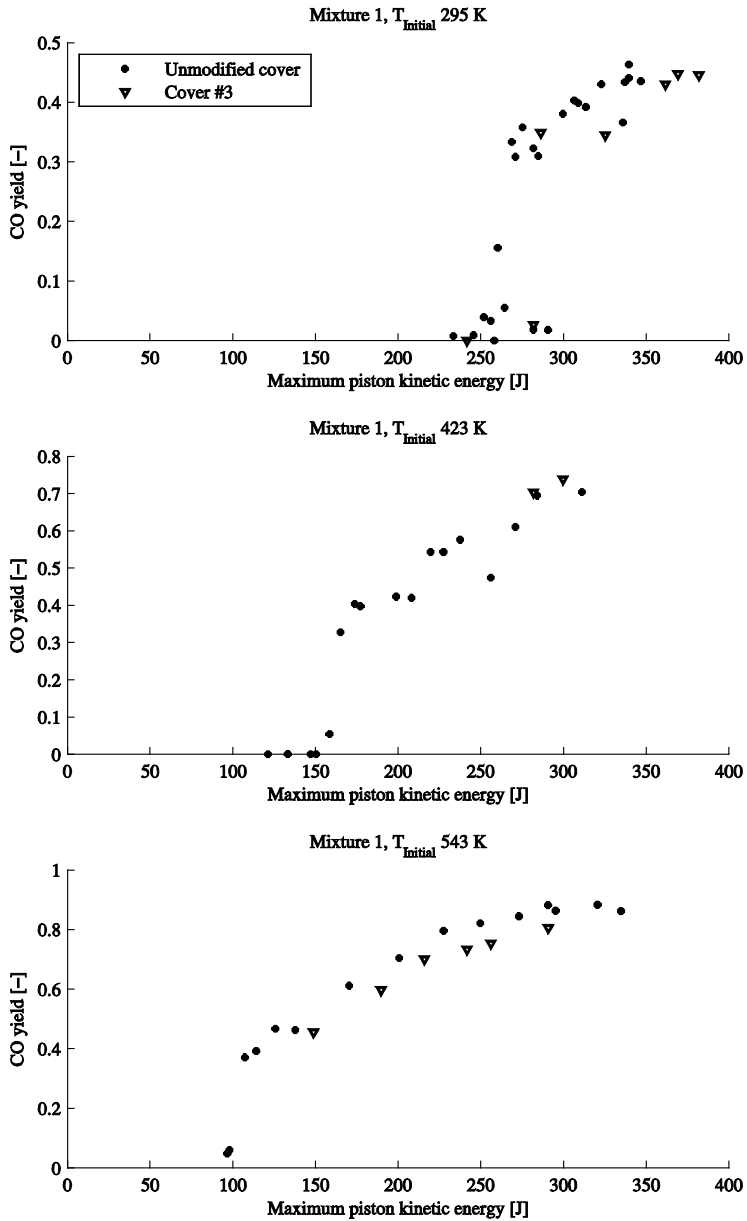 Mixture 1, T_Initial 295 K
0.5
0.4
0.3
0.2
0.1
0
CO yield [−]
Unmodified cover
Cover #3
0 50 100 150 200 250 300 350 400
Maximum piston kinetic energy [J]
Mixture 1, T_Initial 423 K
0.8
0.7
0.6
0.5
0.4
0.3
0.2
0.1
0
CO yield [−]
0 50 100 150 200 250 300 350 400
Maximum piston kinetic energy [J]
Mixture 1, T_Initial 543 K
1
0.8
0.6
0.4
0.2
0
CO yield [−]
0 50 100 150 200 250 300 350 400
Maximum piston kinetic energy [J]